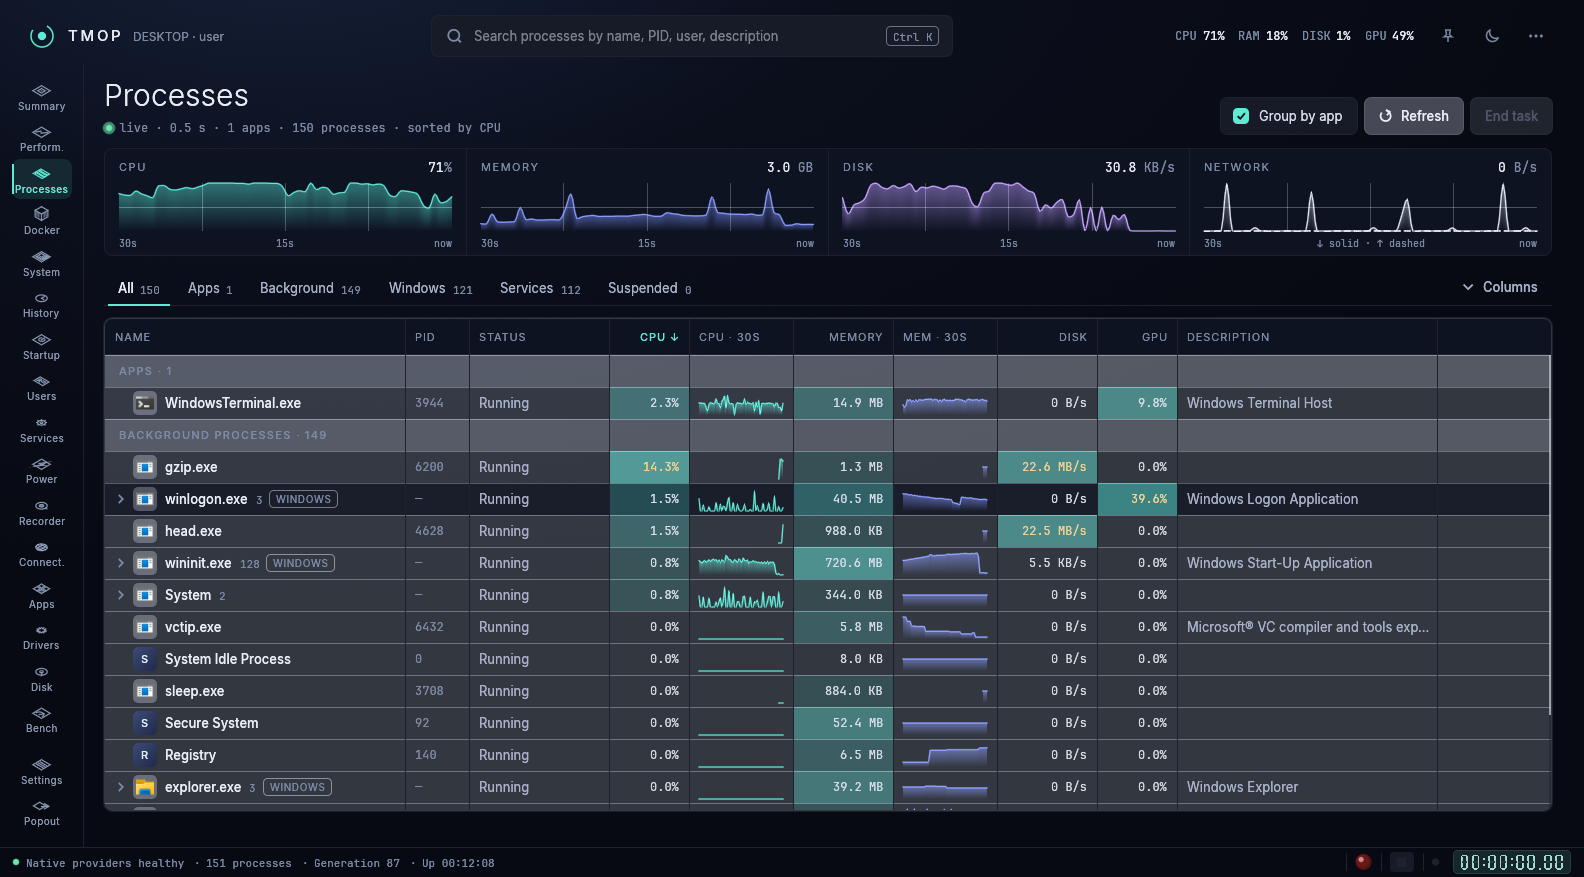 TMOP DESKTOP · user
Search processes by name, PID, user, description Ctrl K
CPU 71% RAM 18% DISK 1% GPU 49%
Summary
Perform.
Processes
Docker
System
History
Startup
Users
Services
Power
Recorder
Connect.
Apps
Drivers
Disk
Bench
Settings
Popout
Processes
live · 0.5 s · 1 apps · 150 processes · sorted by CPU
Group by app Refresh End task
CPU 71%
30s 15s now
MEMORY 3.0 GB
30s 15s now
DISK 30.8 KB/s
30s 15s now
NETWORK 0 B/s
30s ↓ solid · ↑ dashed now
All 150 Apps 1 Background 149 Windows 121 Services 112 Suspended 0
Columns
NAME PID STATUS CPU ↓ CPU · 30S MEMORY MEM · 30S DISK GPU DESCRIPTION
APPS · 1
WindowsTerminal.exe 3944 Running 2.3% 14.9 MB 0 B/s 9.8% Windows Terminal Host
BACKGROUND PROCESSES · 149
gzip.exe 6200 Running 14.3% 1.3 MB 22.6 MB/s 0.0%
winlogon.exe 3 WINDOWS — Running 1.5% 40.5 MB 0 B/s 39.6% Windows Logon Application
head.exe 4628 Running 1.5% 988.0 KB 22.5 MB/s 0.0%
wininit.exe 128 WINDOWS — Running 0.8% 720.6 MB 5.5 KB/s 0.0% Windows Start-Up Application
System 2 — Running 0.8% 344.0 KB 0 B/s 0.0%
vctip.exe 6432 Running 0.0% 5.8 MB 0 B/s 0.0% Microsoft® VC compiler and tools exp...
S System Idle Process 0 Running 0.0% 8.0 KB 0 B/s 0.0%
sleep.exe 3708 Running 0.0% 884.0 KB 0 B/s 0.0%
S Secure System 92 Running 0.0% 52.4 MB 0 B/s 0.0%
R Registry 140 Running 0.0% 6.5 MB 0 B/s 0.0%
explorer.exe 3 WINDOWS — Running 0.0% 39.2 MB 0 B/s 0.0% Windows Explorer
Native providers healthy · 151 processes · Generation 87 · Up 00:12:08
00:00:00.00